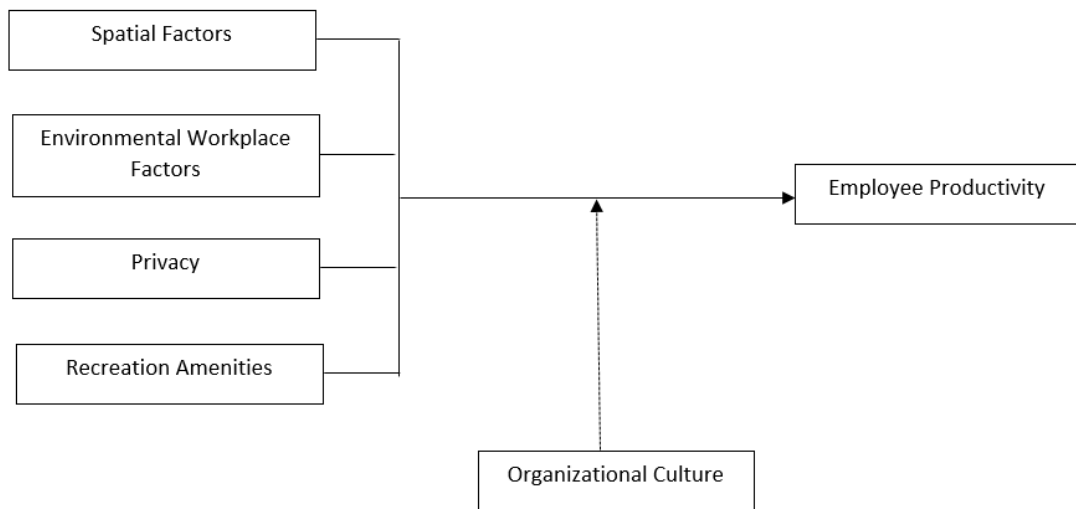 Spatial Factors
Environmental Workplace
Factors
Employee Productivity
Privacy
Recreation Amenities
Organizational Culture